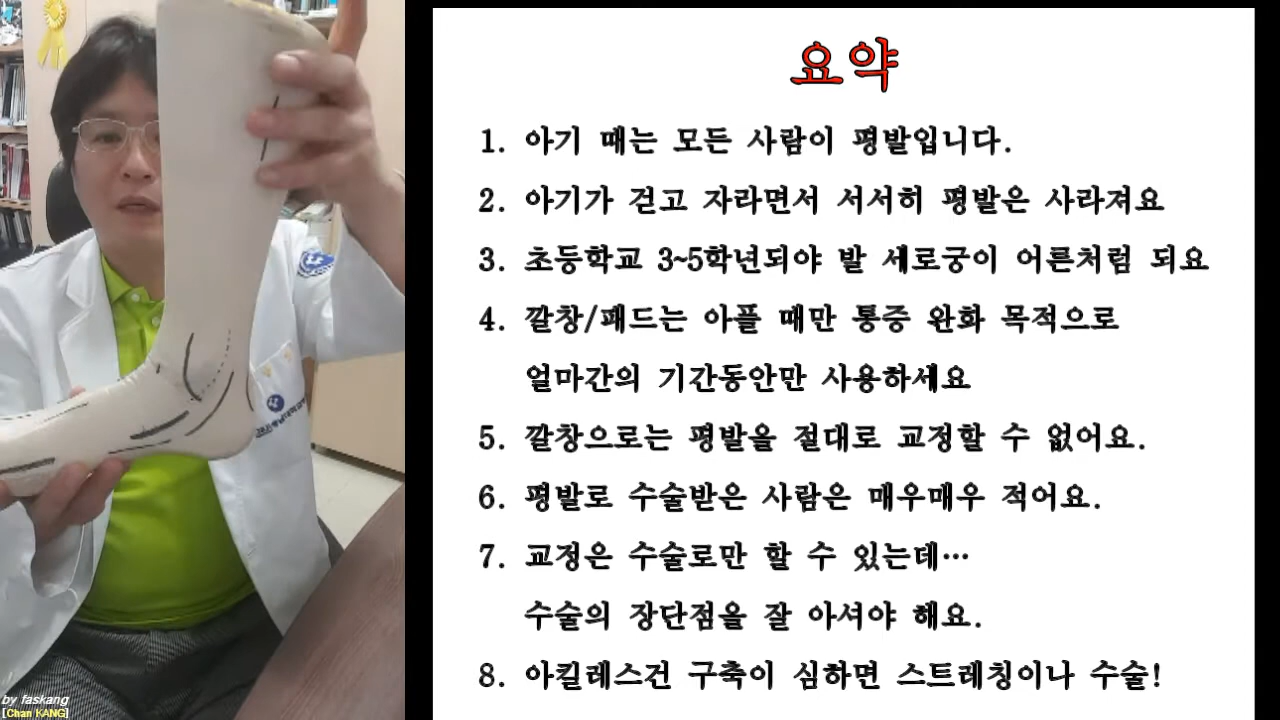 요약
1. 아기 때는 모든 사람이 평발입니다.
2. 아기가 걷고 자라면서 서서히 평발은 사라져요
3. 초등학교 3~5학년되야 발 세로궁이 어른처럼 되요
4. 깔창/패드는 아플 때만 통증 완화 목적으로
얼마간의 기간동안만 사용하세요
5. 깔창으로는 평발을 절대로 교정할 수 없어요.
6. 평발로 수술받은 사람은 매우매우 적어요.
7. 교정은 수술로만 할 수 있는데…
수술의 장단점을 잘 아셔야 해요.
8. 아킬레스건 구축이 심하면 스트레칭이나 수술!
by faskang
[Chan KANG]